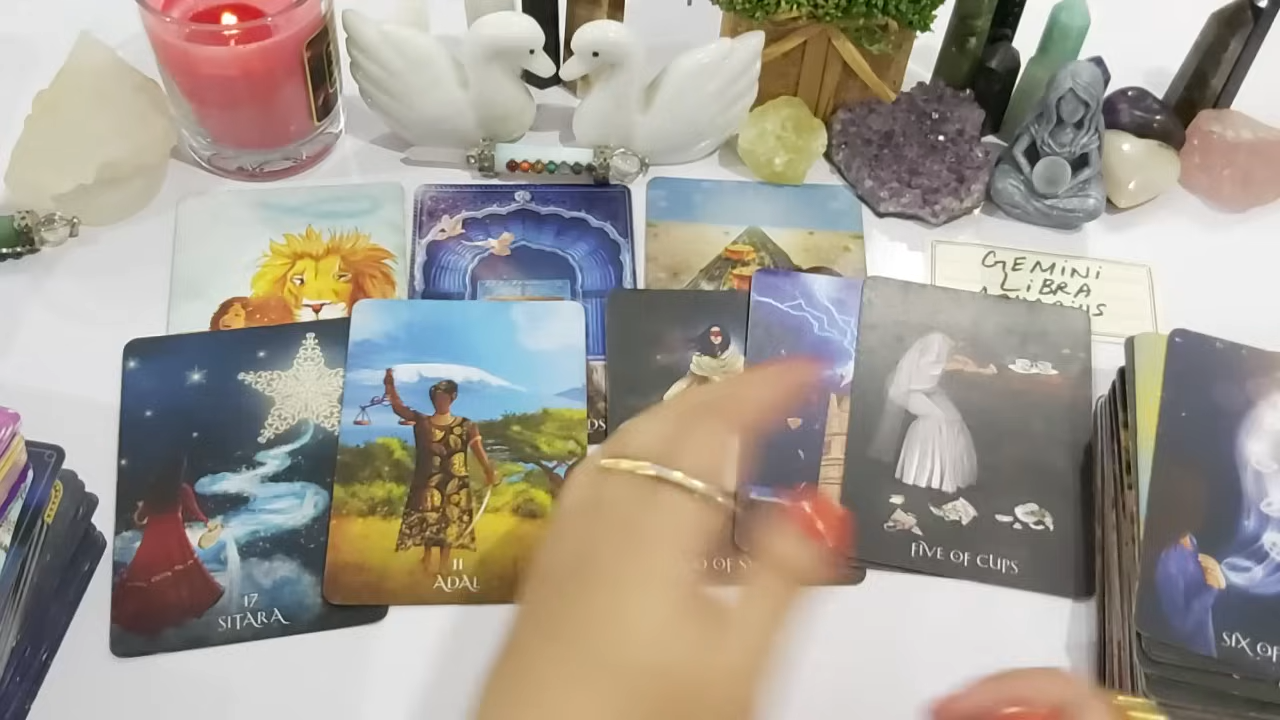 GEMINI
LIBRA
17
SITARA
11
ADAL
FIVE OF CUPS
SIX OF